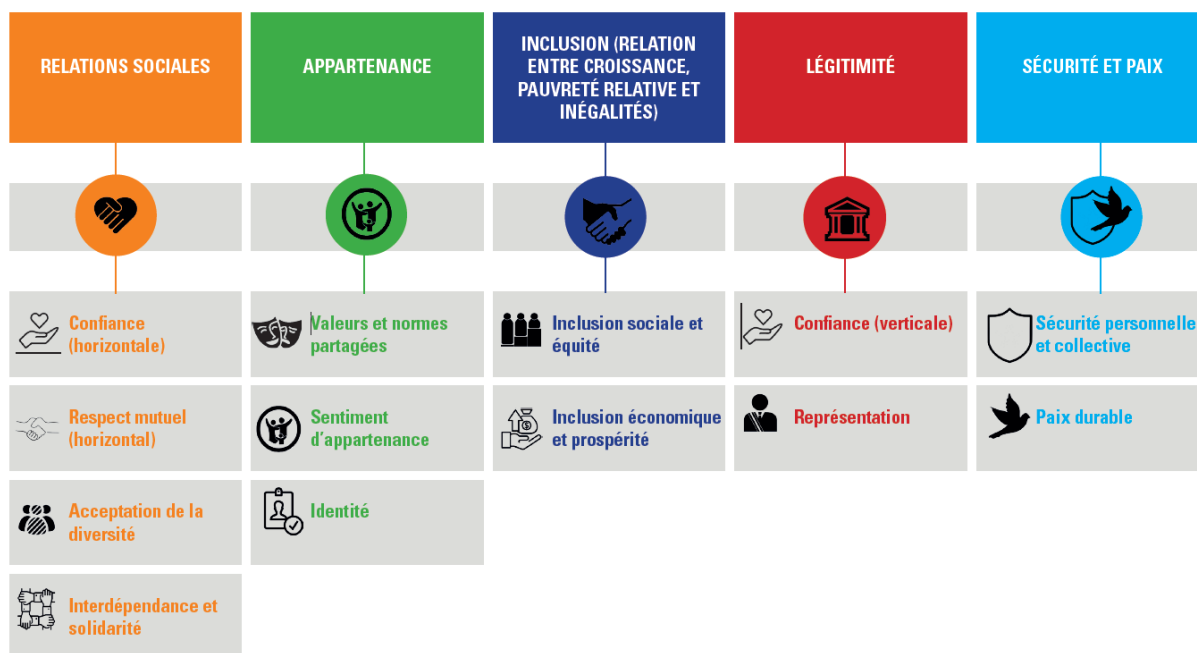 RELATIONS SOCIALES
APPARTENANCE
INCLUSION (RELATION
ENTRE CROISSANCE,
PAUVRETÉ RELATIVE ET
INÉGALITÉS)
LÉGITIMITÉ
SÉCURITÉ ET PAIX
Confiance
(horizontale)
Respect mutuel
(horizontal)
Acceptation de la
diversité
Interdépendance et
solidarité
Valeurs et normes
partagées
Sentiment
d'appartenance
Identité
Inclusion sociale et
équité
Inclusion économique
et prospérité
Confiance (verticale)
Représentation
Sécurité personnelle
et collective
Paix durable